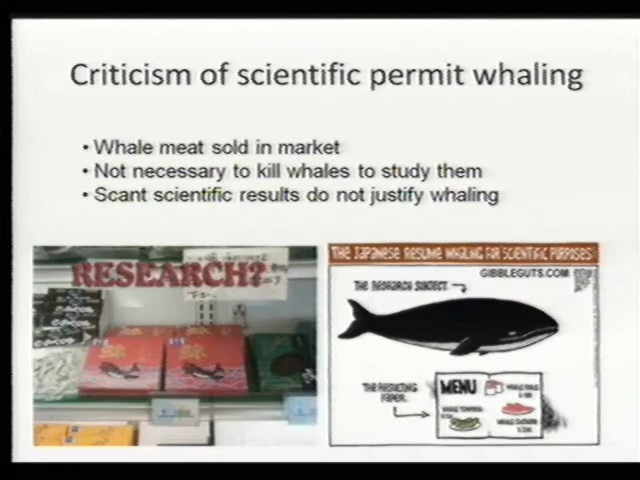 Criticism of scientific permit whaling
• Whale meat sold in market
• Not necessary to kill whales to study them
• Scant scientific results do not justify whaling
RESEARCH?
THE JAPANESE RESUME WHALING FOR SCIENTIFIC PURPOSES
GIBBLEGUTS.COM
THE RESEARCH SUBJECT
THE RESULTING
PAPER
MENU